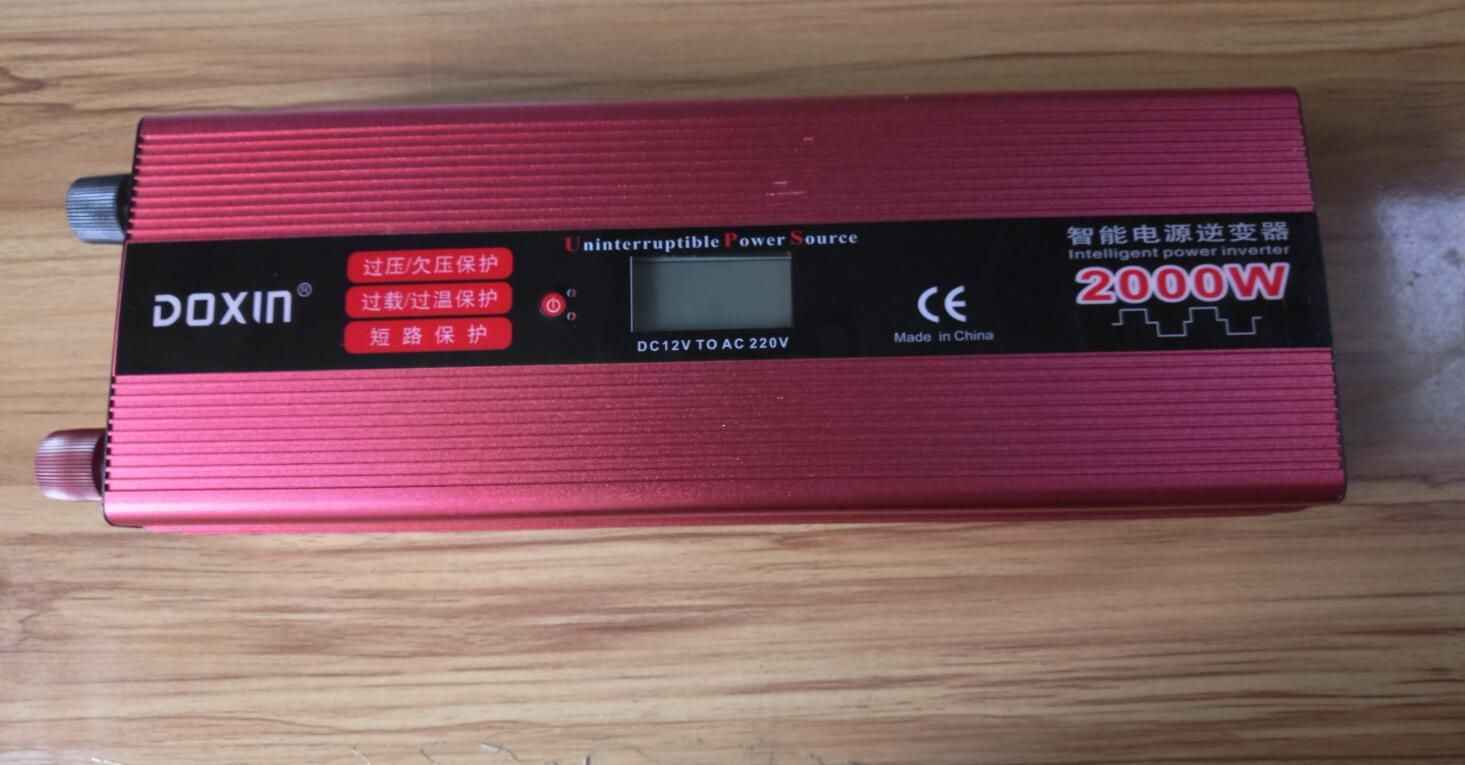 DOXIN®
过压/欠压保护
过载/过温保护
短路保护
Uninterruptible Power Source
DC12V TO AC 220V
CE
Made in China
智能电源逆变器
Intelligent power inverter
2000W